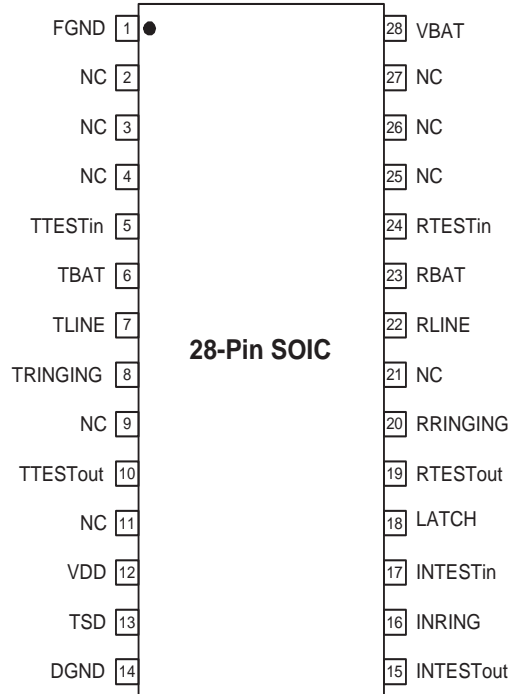 FGND 1 28 VBAT
NC 2 27 NC
NC 3 26 NC
NC 4 25 NC
TTESTin 5 24 RTESTin
TBAT 6 23 RBAT
TLINE 7 22 RLINE
28-Pin SOIC
TRINGING 8 21 NC
NC 9 20 RRINGING
TTESTout 10 19 RTESTout
NC 11 18 LATCH
VDD 12 17 INTESTin
TSD 13 16 INRING
DGND 14 15 INTESTout